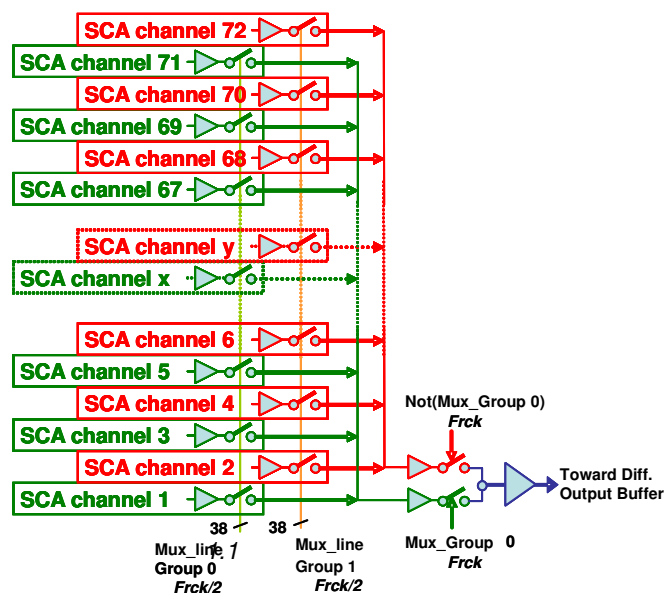 SCA channel 72
SCA channel 71
SCA channel 70
SCA channel 69
SCA channel 68
SCA channel 67
SCA channel y
SCA channel x
SCA channel 6
SCA channel 5
SCA channel 4
SCA channel 3
SCA channel 2
SCA channel 1
Not(Mux_Group 0)
Frck
Toward Diff.
Output Buffer
Mux_Group 0
Frck
38
38
1.1
Mux_line
Group 0
Frck/2
Mux_line
Group 1
Frck/2